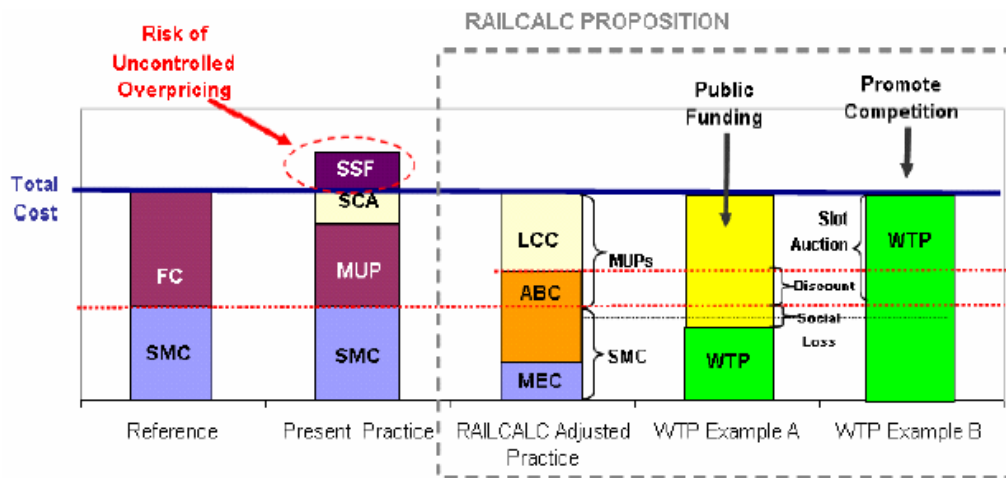 RAILCALC PROPOSITION
Risk of
Uncontrolled
Overpricing
Public
Funding
Promote
Competition
Total
Cost
FC
SMC
SSF
SCA
MUP
SMC
LCC
ABC
MEC
MUPs
SMC
WTP
Slot
Auction
Discount
Social
Loss
WTP
Reference
Present Practice
RAILCALC Adjusted
Practice
WTP Example A
WTP Example B